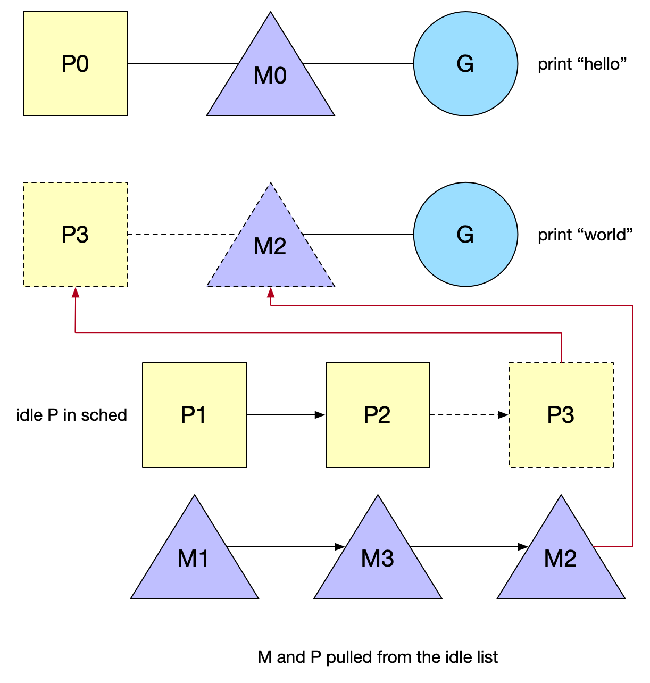 P0
M0
G
print “hello”
P3
M2
G
print “world”
idle P in sched
P1
P2
P3
M1
M3
M2
M and P pulled from the idle list